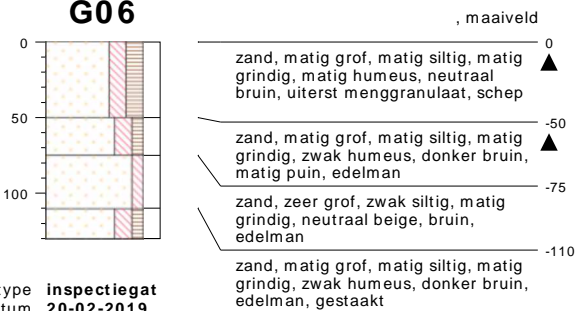 G06
, maaiveld
0
0
zand, matig grof, matig siltig, matig
grindig, matig humeus, neutraal
bruin, uiterst menggranulaat, schep
50
-50
zand, matig grof, matig siltig, matig
grindig, zwak humeus, donker bruin,
matig puin, edelman
-75
zand, zeer grof, zwak siltig, matig
grindig, neutraal beige, bruin,
edelman
100
-110
zand, matig grof, matig siltig, matig
grindig, zwak humeus, donker bruin,
edelman, gestaakt
type inspectiegat
tum 20-02-2019